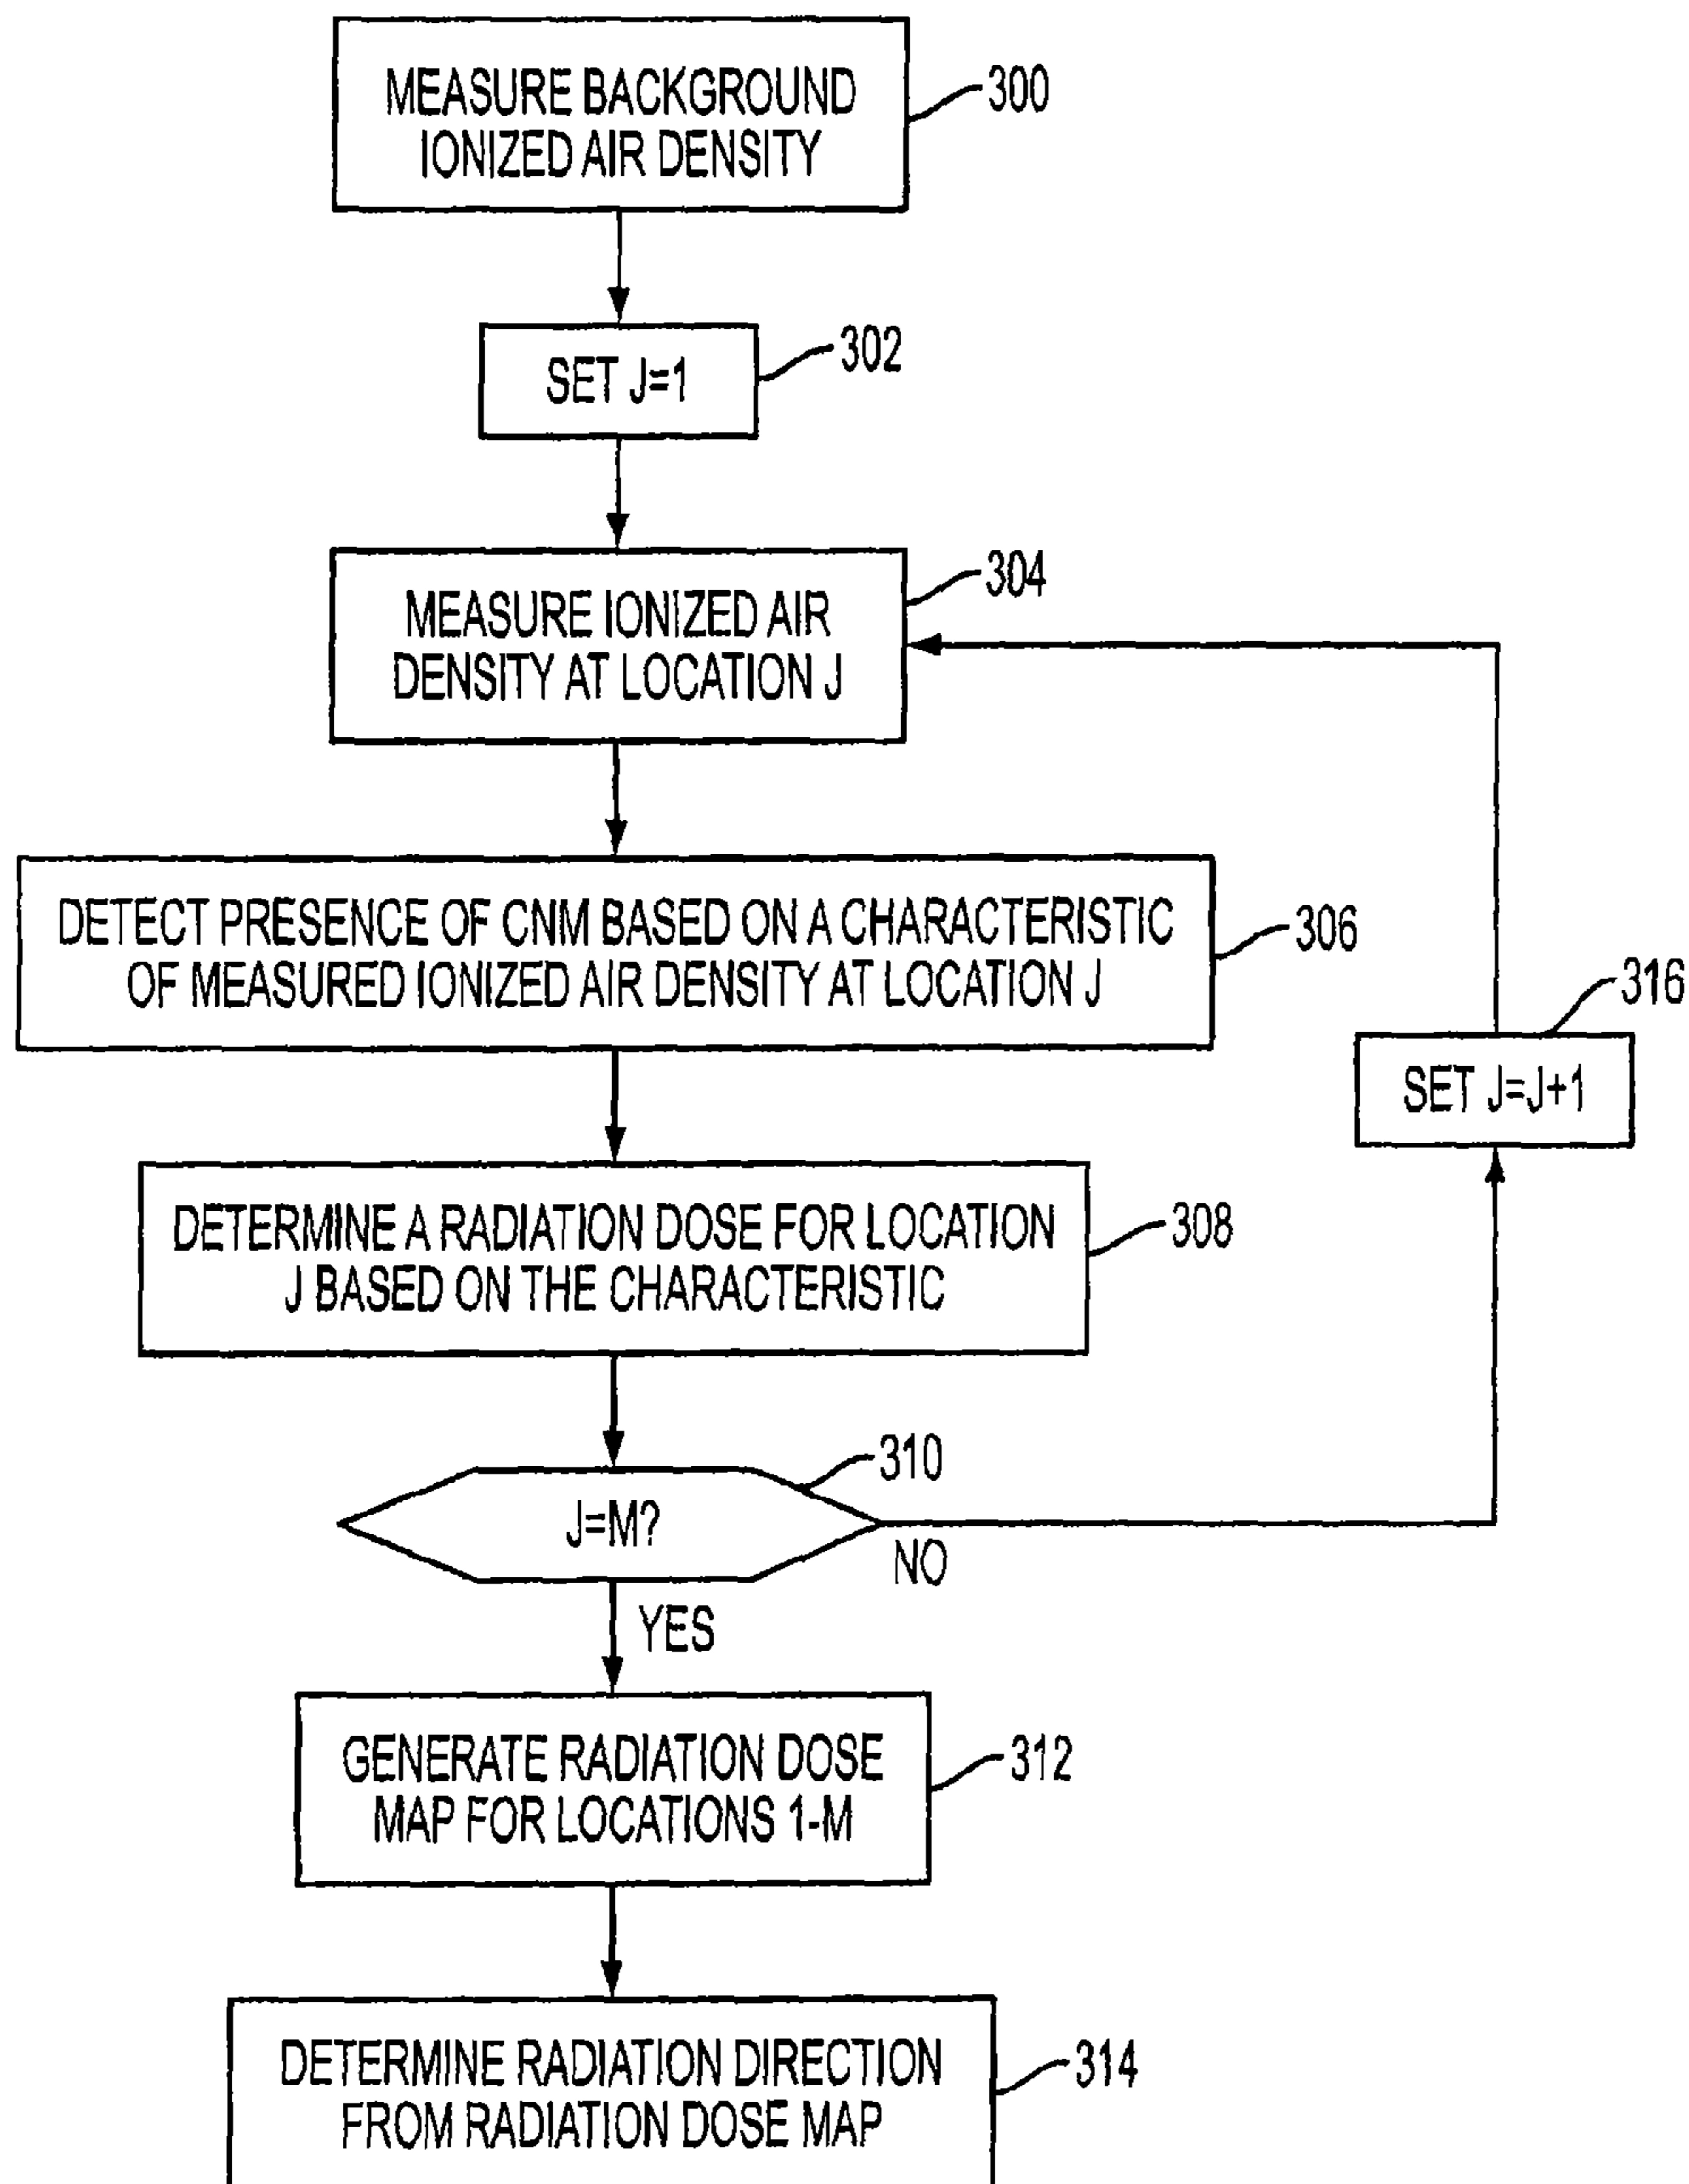 MEASURE BACKGROUND
IONIZED AIR DENSITY
300
SET J=1
302
MEASURE IONIZED AIR
DENSITY AT LOCATION J
304
DETECT PRESENCE OF CNM BASED ON A CHARACTERISTIC
OF MEASURED IONIZED AIR DENSITY AT LOCATION J
306
316
SET J=J+1
DETERMINE A RADIATION DOSE FOR LOCATION
J BASED ON THE CHARACTERISTIC
308
310
J=M?
NO
YES
GENERATE RADIATION DOSE
MAP FOR LOCATIONS 1-M
312
DETERMINE RADIATION DIRECTION
FROM RADIATION DOSE MAP
314